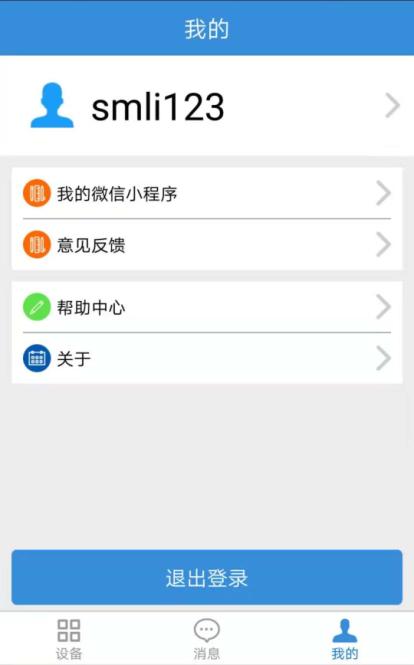 我的
smli123
我的微信小程序
意见反馈
帮助中心
关于
退出登录
设备
消息
我的